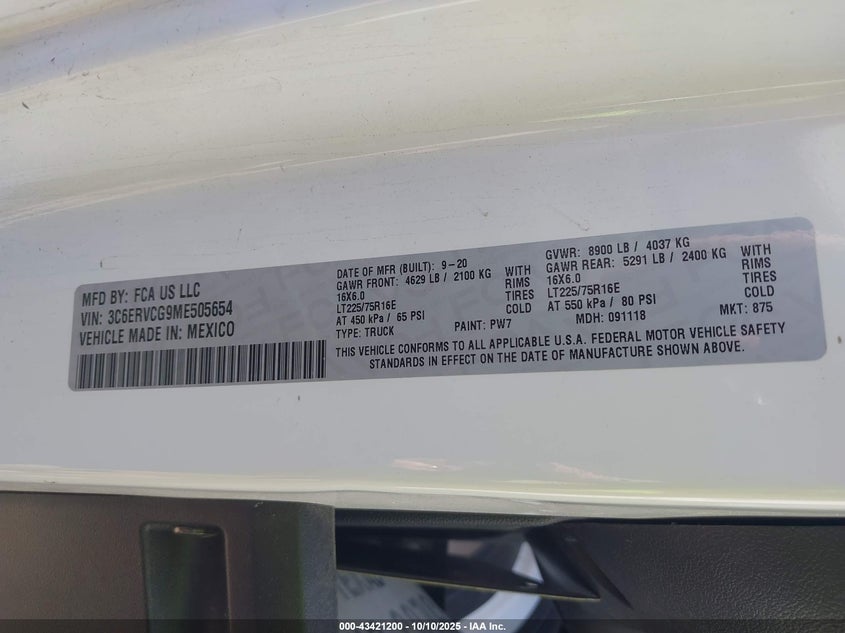 MFD BY: FCA US LLC
VIN: 3C6ERVCG9ME505654
VEHICLE MADE IN: MEXICO
DATE OF MFR (BUILT): 9-20
GAWR FRONT: 4629 LB / 2100 KG WITH
16X6.0 RIMS
LT225/75R16E TIRES
AT 450 kPa / 65 PSI COLD
TYPE: TRUCK PAINT: PW7
GVWR: 8900 LB / 4037 KG
GAWR REAR: 5291 LB / 2400 KG WITH
16X6.0 RIMS
LT225/75R16E TIRES
AT 550 kPa / 80 PSI COLD
MDH: 091118 MKT: 875
THIS VEHICLE CONFORMS TO ALL APPLICABLE U.S.A. FEDERAL MOTOR VEHICLE SAFETY
STANDARDS IN EFFECT ON THE DATE OF MANUFACTURE SHOWN ABOVE.
000-43421200 - 10/10/2025 - IAA Inc.